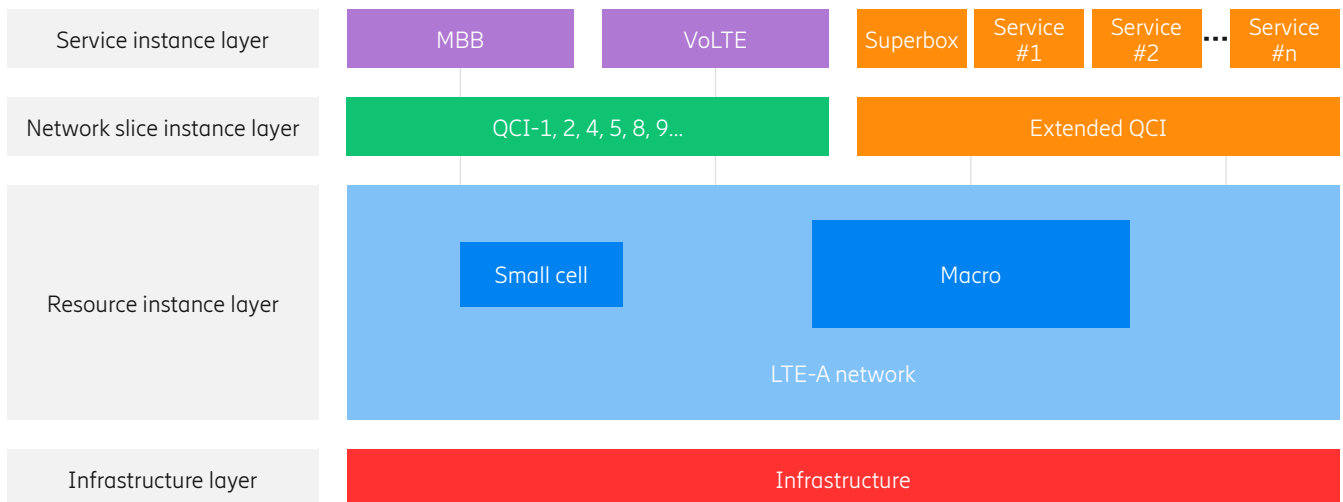 Service instance layer
MBB
VoLTE
Superbox
Service
#1
Service
#2
...
Service
#n
Network slice instance layer
QCI-1, 2, 4, 5, 8, 9...
Extended QCI
Resource instance layer
Small cell
Macro
LTE-A network
Infrastructure layer
Infrastructure